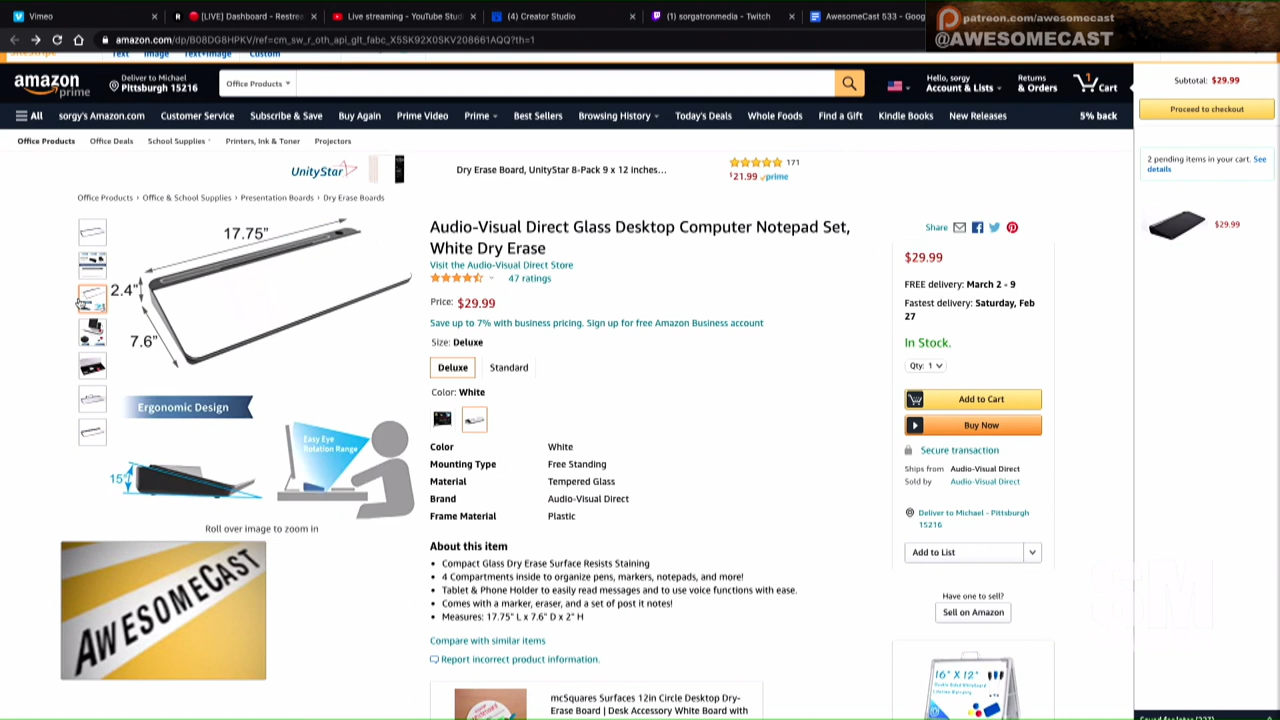 Vimeo
[LIVE] Dashboard - Restrea
Live streaming - YouTube Stud
(4) Creator Studio
(1) sorgatronmedia - Twitch
AwesomeCast 533 - Goog
patreon.com/awesomecast
@AWESOMECAST
amazon.com/dp/B08DG8HPKV/ref=cm_sw_r_oth_api_glt_fabc_X5SK92X0SKV208661AQQ?th=1
Text Image Text+Image Custom
amazon prime
Deliver to Michael
Pittsburgh 15216
Office Products
Hello, sorgy
Account & Lists
Returns
& Orders
1
Cart
Subtotal: $29.99
Proceed to checkout
All sorgy's Amazon.com Customer Service Subscribe & Save Buy Again Prime Video Prime Best Sellers Browsing History Today's Deals Whole Foods Find a Gift Kindle Books New Releases 5% back
Office Products Office Deals School Supplies Printers, Ink & Toner Projectors
2 pending items in your cart. See
details
$29.99
UnityStar
Dry Erase Board, UnityStar 8-Pack 9 x 12 Inches...
171
$21.99 prime
Office Products › Office & School Supplies › Presentation Boards › Dry Erase Boards
17.75"
2.4"
7.6"
Ergonomic Design
Easy Eye
Rotation Range
15°
Roll over image to zoom in
AWESOMECAST
Audio-Visual Direct Glass Desktop Computer Notepad Set,
White Dry Erase
Visit the Audio-Visual Direct Store
47 ratings
Price: $29.99
Save up to 7% with business pricing. Sign up for free Amazon Business account
Size: Deluxe
Deluxe Standard
Color: White
Color White
Mounting Type Free Standing
Material Tempered Glass
Brand Audio-Visual Direct
Frame Material Plastic
About this item
• Compact Glass Dry Erase Surface Resists Staining
• 4 Compartments inside to organize pens, markers, notepads, and more!
• Tablet & Phone Holder to easily read messages and to use voice functions with ease.
• Comes with a marker, eraser, and a set of post it notes!
• Measures: 17.75" L x 7.6" D x 2" H
Compare with similar items
Report incorrect product information.
mcSquares Surfaces 12in Circle Desktop Dry-
Erase Board | Desk Accessory White Board with
Share
$29.99
FREE delivery: March 2 - 9
Fastest delivery: Saturday, Feb
27
In Stock.
Qty: 1
Add to Cart
Buy Now
Secure transaction
Ships from Audio-Visual Direct
Sold by Audio-Visual Direct
Deliver to Michael - Pittsburgh
15216
Add to List
Have one to sell?
Sell on Amazon
16" X 12"